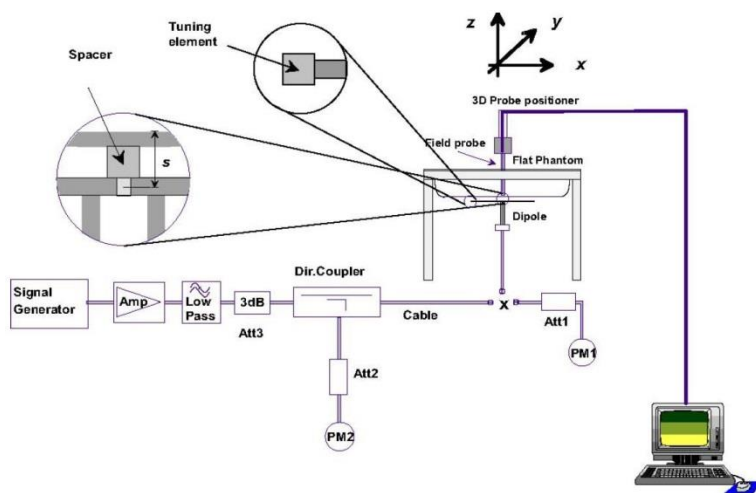 Tuning
element
Spacer
s
z
y
x
3D Probe positioner
Field probe
Flat Phantom
Dipole
Signal
Generator
Amp
Low
Pass
3dB
Att3
Dir.Coupler
Cable
x
Att1
PM1
Att2
PM2